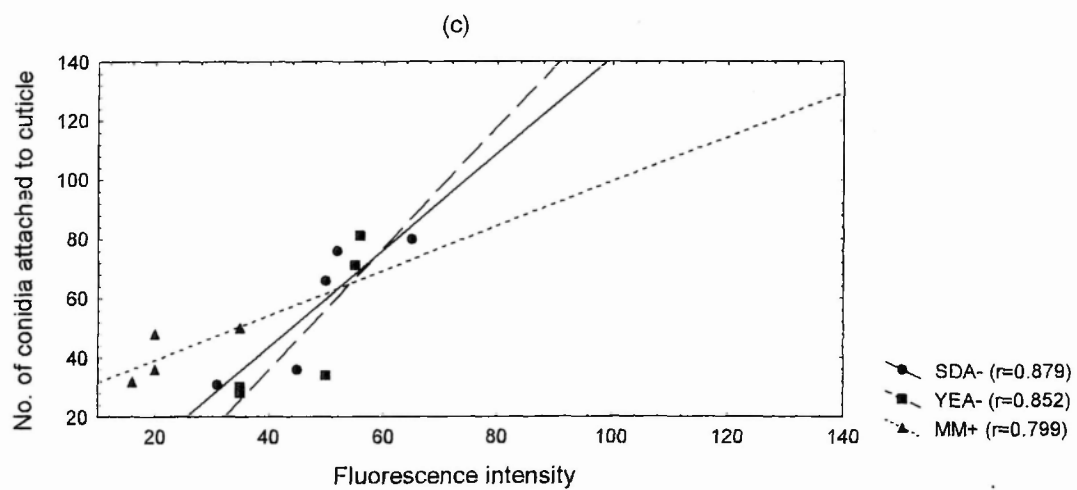 (c)
No. of conidia attached to cuticle
140
120
100
80
60
40
20
20 40 60 80 100 120 140
Fluorescence intensity
SDA- (r=0.879)
YEA- (r=0.852)
MM+ (r=0.799)